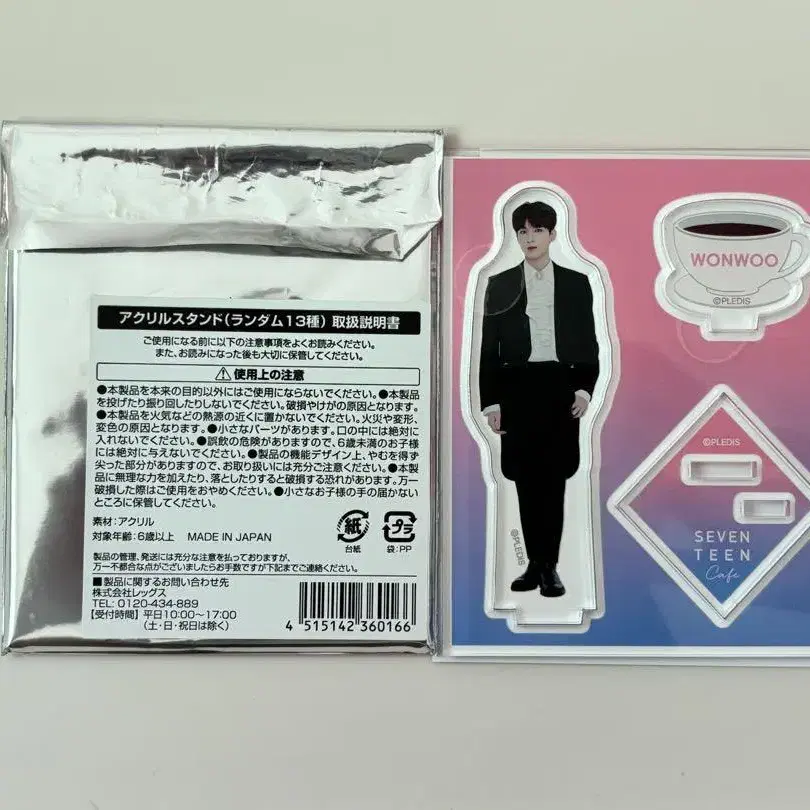 アクリルスタンド(ランダム13種) 取扱説明書
ご使用になる前に以下の注意事項をよくお読みください。
また、お読みになった後も大切に保管してください。
⚠使用上の注意
●本製品を本来の目的以外にはご使用にならないでください。●本製品
を投げたり振り回したりしないでください。破損やけがの原因となります。
●本製品を火気などの熱源の近くに置かないでください。火災や変形、
変色の原因となります。●小さなパーツがあります。口の中には絶対に
入れないでください。●誤飲の危険がありますので、6歳未満のお子様
には絶対に与えないでください。●製品の機能デザイン上、やむを得ず
尖った部分がありますので、お取り扱いには充分ご注意ください。●本製品
に無理な力を加えたり、落としたりすると破損する恐れがあります。万一
破損した際はご使用をおやめください。●小さなお子様の手の届かない
ところに保管してください。
素材:アクリル
対象年齢:6歳以上 MADE IN JAPAN
紙
台紙
プラ
袋:PP
製品の管理、発送には充分な注意を払っておりますが、
万一不都合な点がございましたらお手数ですが下記までご連絡ください。
■製品に関するお問い合わせ先
株式会社レッグス
TEL: 0120-434-889
【受付時間】平日10:00~17:00
(土・日・祝日は除く)
4 515142 360166
©PLEDIS
WONWOO
©PLEDIS
©PLEDIS
SEVEN
TEEN
Cafe